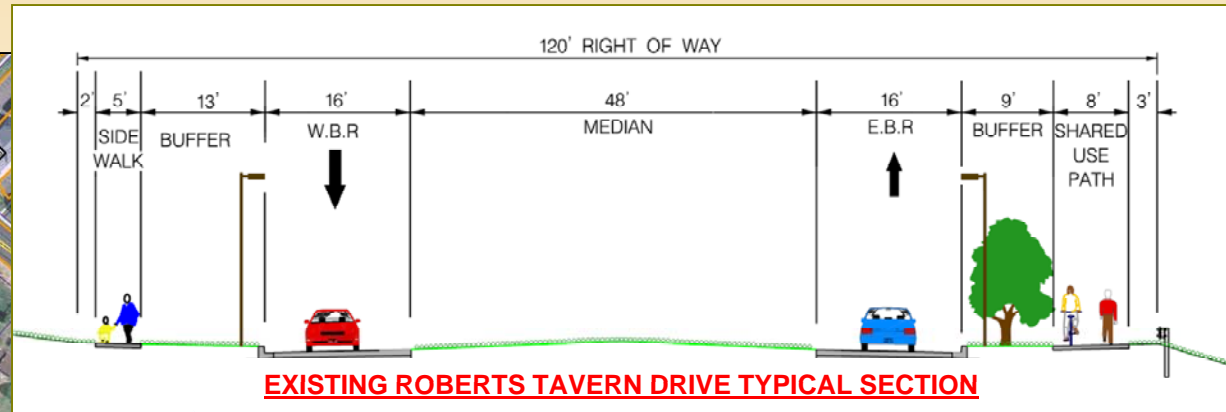 120' RIGHT OF WAY
2' 5' 13' 16' 48' 16' 9' 8' 3'
SIDE
WALK
BUFFER
W.B.R
MEDIAN
E.B.R
BUFFER
SHARED
USE
PATH
EXISTING ROBERTS TAVERN DRIVE TYPICAL SECTION